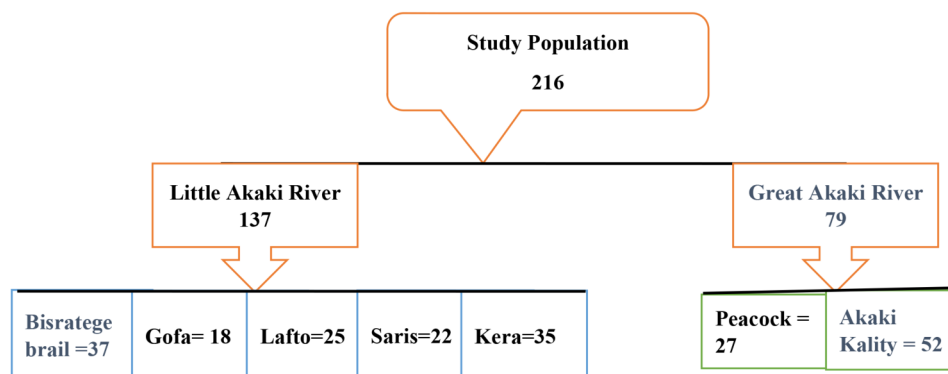 Study Population
216
Little Akaki River
137
Great Akaki River
79
Bisratege
brail =37
Gofa= 18
Lafto=25
Saris=22
Kera=35
Peacock =
27
Akaki
Kality = 52